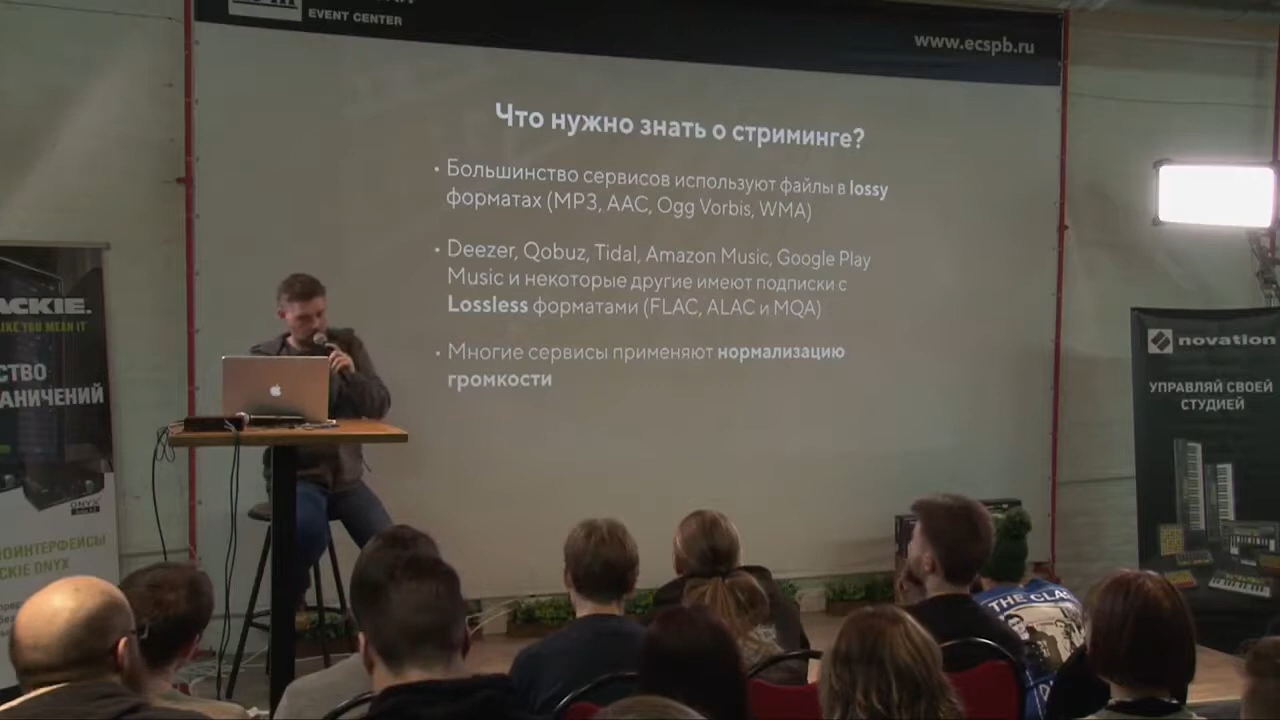 EVENT CENTER
www.ecspb.ru
Что нужно знать о стриминге?
• Большинство сервисов используют файлы в lossy
форматах (MP3, AAC, Ogg Vorbis, WMA)
• Deezer, Qobuz, Tidal, Amazon Music, Google Play
Music и некоторые другие имеют подписки с
Lossless форматами (FLAC, ALAC и MQA)
• Многие сервисы применяют нормализацию
громкости
ACKIE.
LIKE YOU MEAN IT
СТВО
АНИЧЕНИЙ
ONYX
ОИНТЕРФЕЙСЫ
CKIE ONYX
novation
УПРАВЛЯЙ СВОЕЙ
СТУДИЕЙ
THE CLA